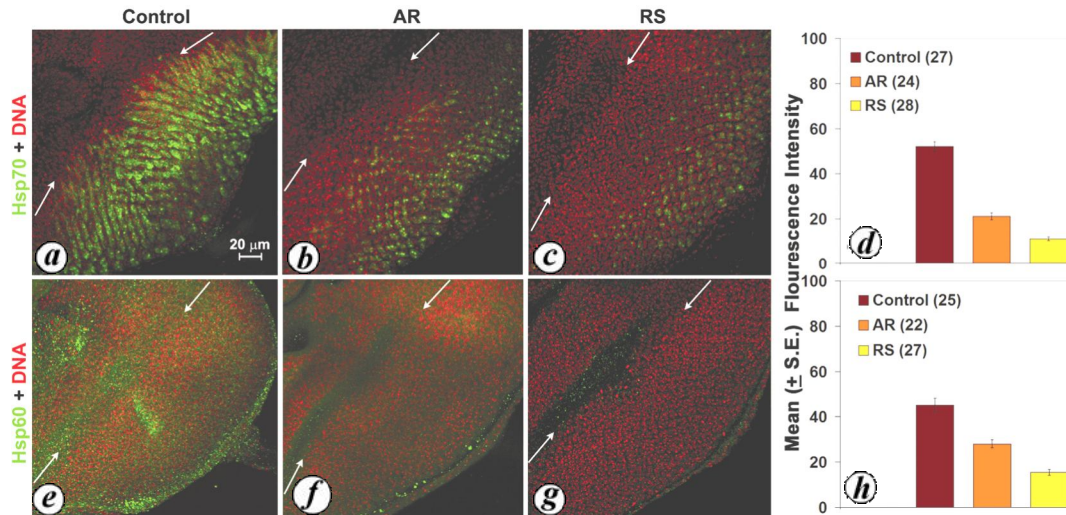 Control
AR
RS
Hsp70 + DNA
a
20 µm
b
c
100
80
60
40
20
0
Control (27)
AR (24)
RS (28)
d
Hsp60 + DNA
e
f
g
Mean (± S.E.) Flourescence Intensity
100
80
60
40
20
0
Control (25)
AR (22)
RS (27)
h